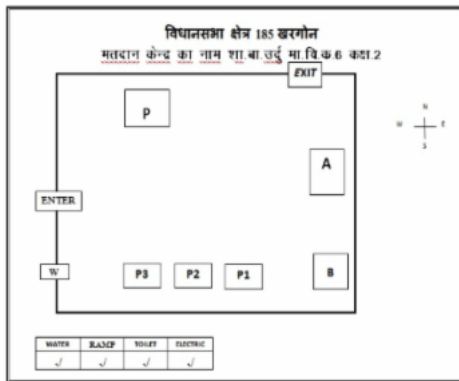 विधानसभा क्षेत्र 185 खरगोन
मतदान केन्द्र का नाम शा.बा.उर्दु मा.वि.क.6 कक्ष.2
EXIT
P
N
W E
S
A
ENTER
W P3 P2 P1 B
WATER RAMP TOILET ELECTRIC
√ √ √ √